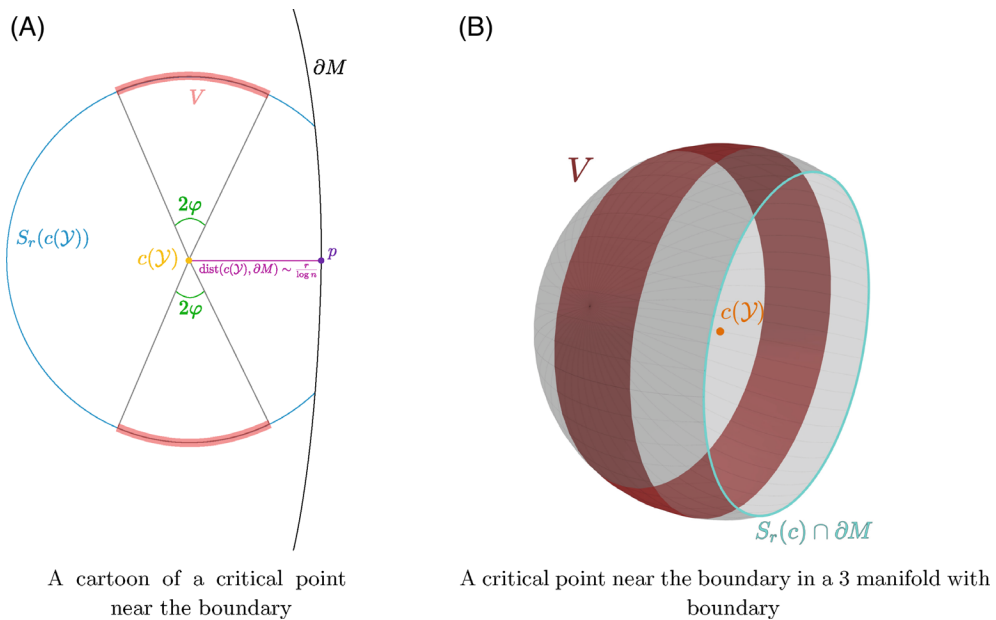 (A)
∂M
V
2φ
S_r(c(𝒴))
c(𝒴)
p
dist(c(𝒴), ∂M) ∼ r/log n
2φ
A cartoon of a critical point
near the boundary
(B)
V
c(𝒴)
S_r(c) ∩ ∂M
A critical point near the boundary in a 3 manifold with
boundary